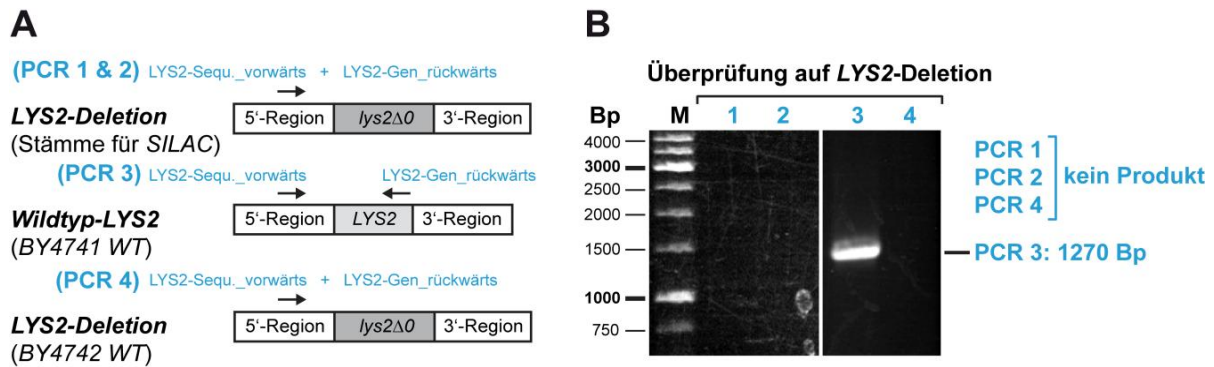 A
(PCR 1 & 2) LYS2-Sequ._vorwärts + LYS2-Gen_rückwärts
LYS2-Deletion
(Stämme für SILAC)
5‘-Region lys2Δ0 3‘-Region
(PCR 3) LYS2-Sequ._vorwärts LYS2-Gen_rückwärts
Wildtyp-LYS2
(BY4741 WT)
5‘-Region LYS2 3‘-Region
(PCR 4) LYS2-Sequ._vorwärts + LYS2-Gen_rückwärts
LYS2-Deletion
(BY4742 WT)
5‘-Region lys2Δ0 3‘-Region
B
Überprüfung auf LYS2-Deletion
Bp M 1 2 3 4
4000
3000
2500
2000
1500
1000
750
PCR 1
PCR 2
PCR 4
kein Produkt
PCR 3: 1270 Bp